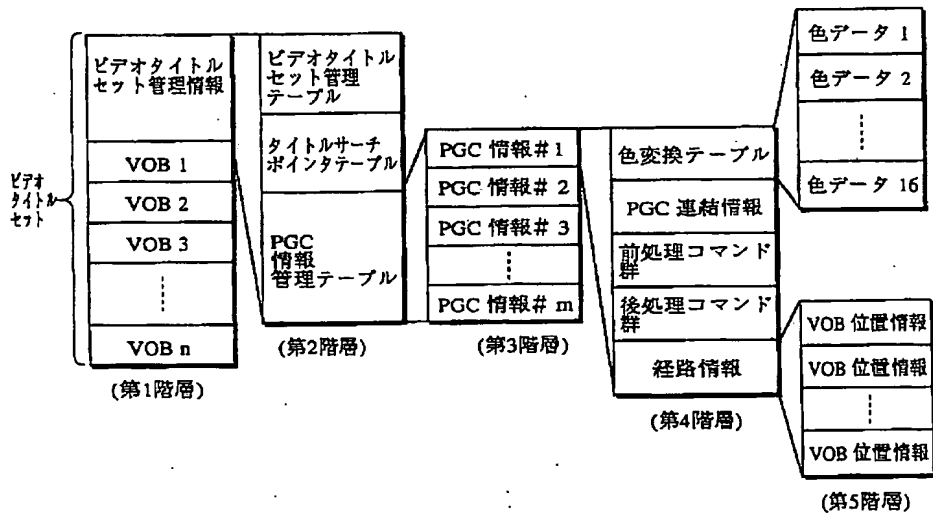 ビデオ
タイトル
セット
ビデオタイトル
セット管理情報
VOB 1
VOB 2
VOB 3
VOB n
(第1階層)
ビデオタイトル
セット管理
テーブル
タイトルサーチ
ポインタテーブル
PGC
情報
管理テーブル
(第2階層)
PGC 情報# 1
PGC 情報# 2
PGC 情報# 3
PGC 情報# m
(第3階層)
色変換テーブル
PGC 連結情報
前処理コマンド
群
後処理コマンド
群
経路情報
(第4階層)
色データ 1
色データ 2
色データ 16
VOB 位置情報
VOB 位置情報
VOB 位置情報
(第5階層)